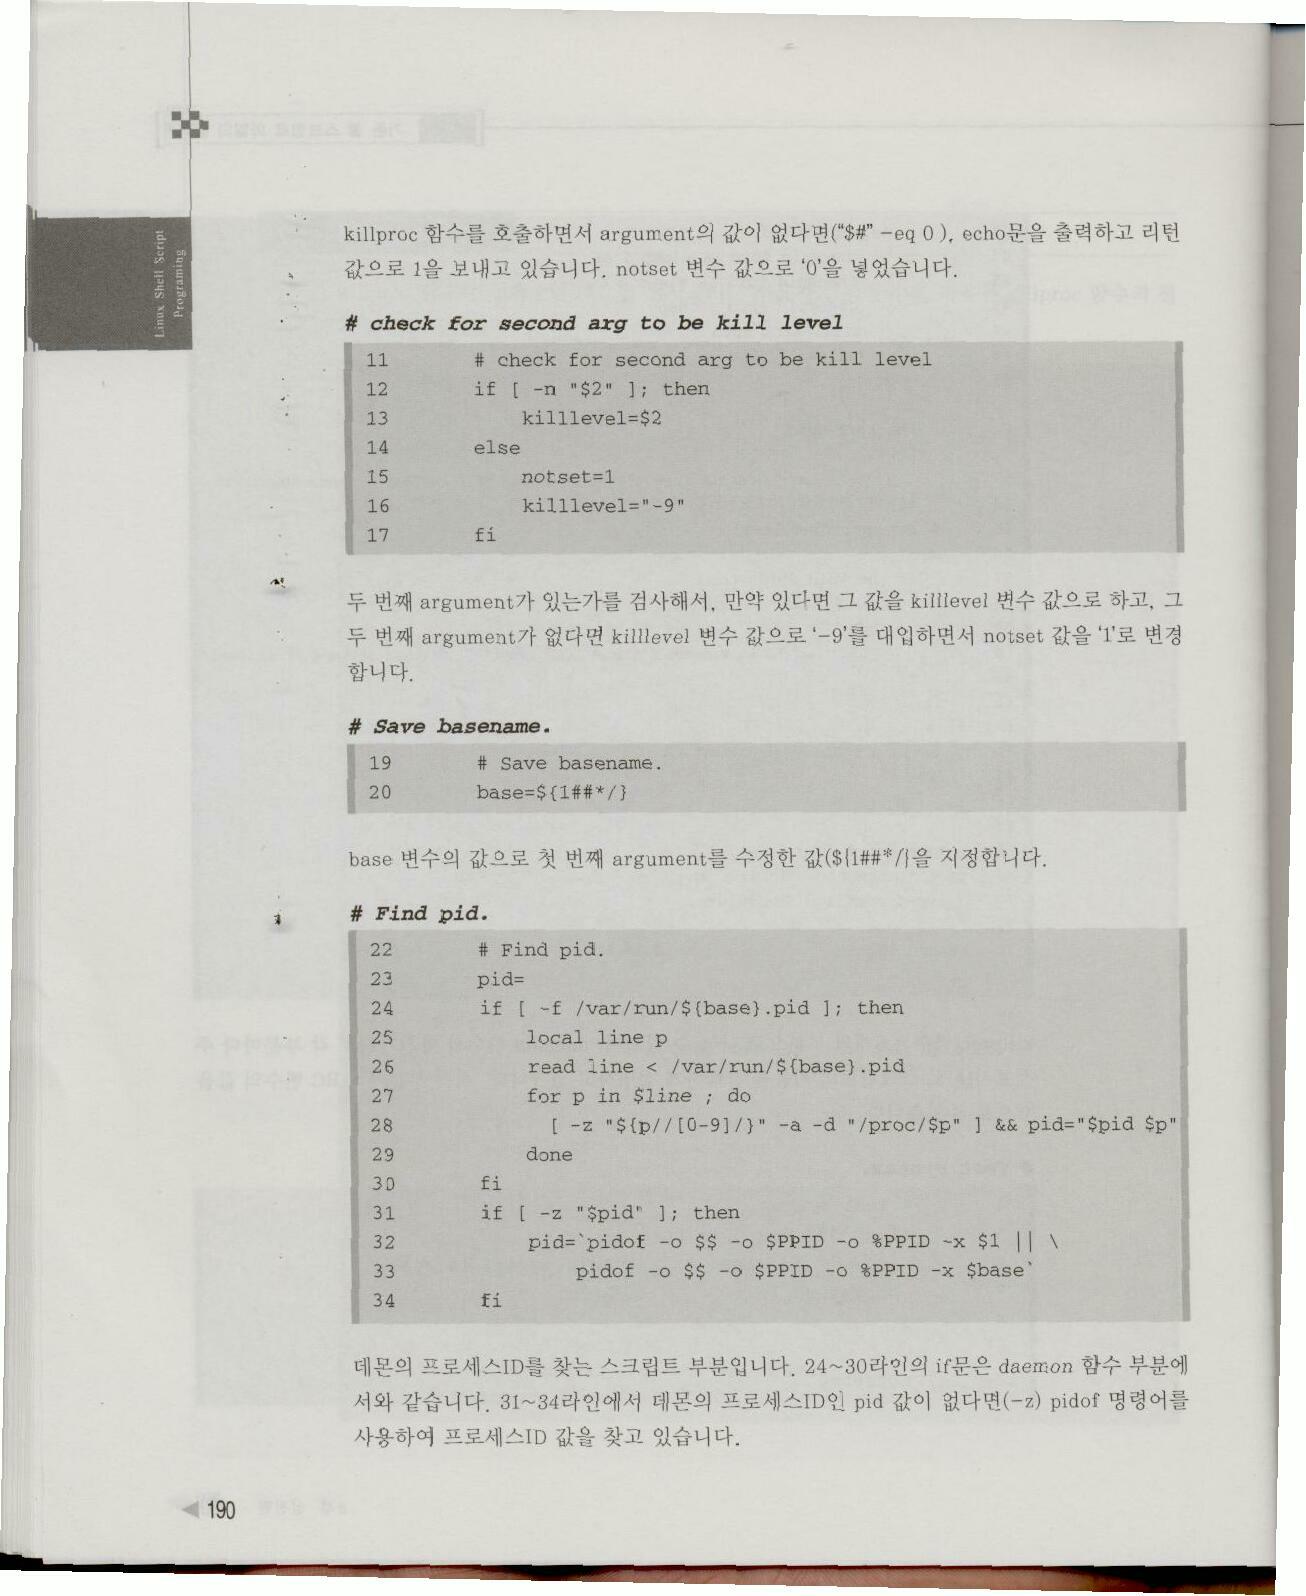 Linux Shell Script
Programing
killproc 함수를 호출하면서 argument의 값이 없다면("$#" -eq 0 ), echo문을 출력하고 리턴
값으로 1을 보내고 있습니다. notset 변수 값으로 '0'을 넣었습니다.
# check for second arg to be kill level
11 # check for second arg to be kill level
12 if [ -n "$2" ]; then
13 killlevel=$2
14 else
15 notset=1
16 killlevel="-9"
17 fi
두 번째 argument가 있는가를 검사해서, 만약 있다면 그 값을 killlevel 변수 값으로 하고, 그
두 번째 argument가 없다면 killlevel 변수 값으로 '-9'를 대입하면서 notset 값을 '1'로 변경
합니다.
# Save basename.
19 # Save basename.
20 base=${1##*/}
base 변수의 값으로 첫 번째 argument를 수정한 값(${1##*/}을 지정합니다.
# Find pid.
22 # Find pid.
23 pid=
24 if [ -f /var/run/${base}.pid ]; then
25 local line p
26 read line < /var/run/${base}.pid
27 for p in $line ; do
28 [ -z "${p//[0-9]/}" -a -d "/proc/$p" ] && pid="$pid $p"
29 done
30 fi
31 if [ -z "$pid" ]; then
32 pid=`pidof -o $$ -o $PPID -o %PPID -x $1 || \
33 pidof -o $$ -o $PPID -o %PPID -x $base`
34 fi
데몬의 프로세스ID를 찾는 스크립트 부분입니다. 24~30라인의 if문은 daemon 함수 부분에
서와 같습니다. 31~34라인에서 데몬의 프로세스ID인 pid 값이 없다면(-z) pidof 명령어를
사용하여 프로세스ID 값을 찾고 있습니다.
190